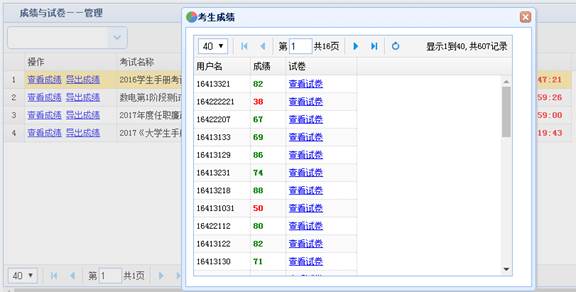 成绩与试卷－－管理
操作 考试名称
1 查看成绩 导出成绩 2016学生手册考 47:21
2 查看成绩 导出成绩 数电第1阶段测试 59:26
3 查看成绩 导出成绩 2017年度任职廉 59:00
4 查看成绩 导出成绩 2017《大学生手 19:43
40 第 1 共1页
考生成绩
40 第 1 共16页 显示1到40, 共607记录
用户名 成绩 试卷
16413321 82 查看试卷
164222221 38 查看试卷
16422207 67 查看试卷
16413133 69 查看试卷
16413129 86 查看试卷
16413231 74 查看试卷
16413218 88 查看试卷
164131031 50 查看试卷
16422112 80 查看试卷
16413122 82 查看试卷
16413130 71 查看试卷